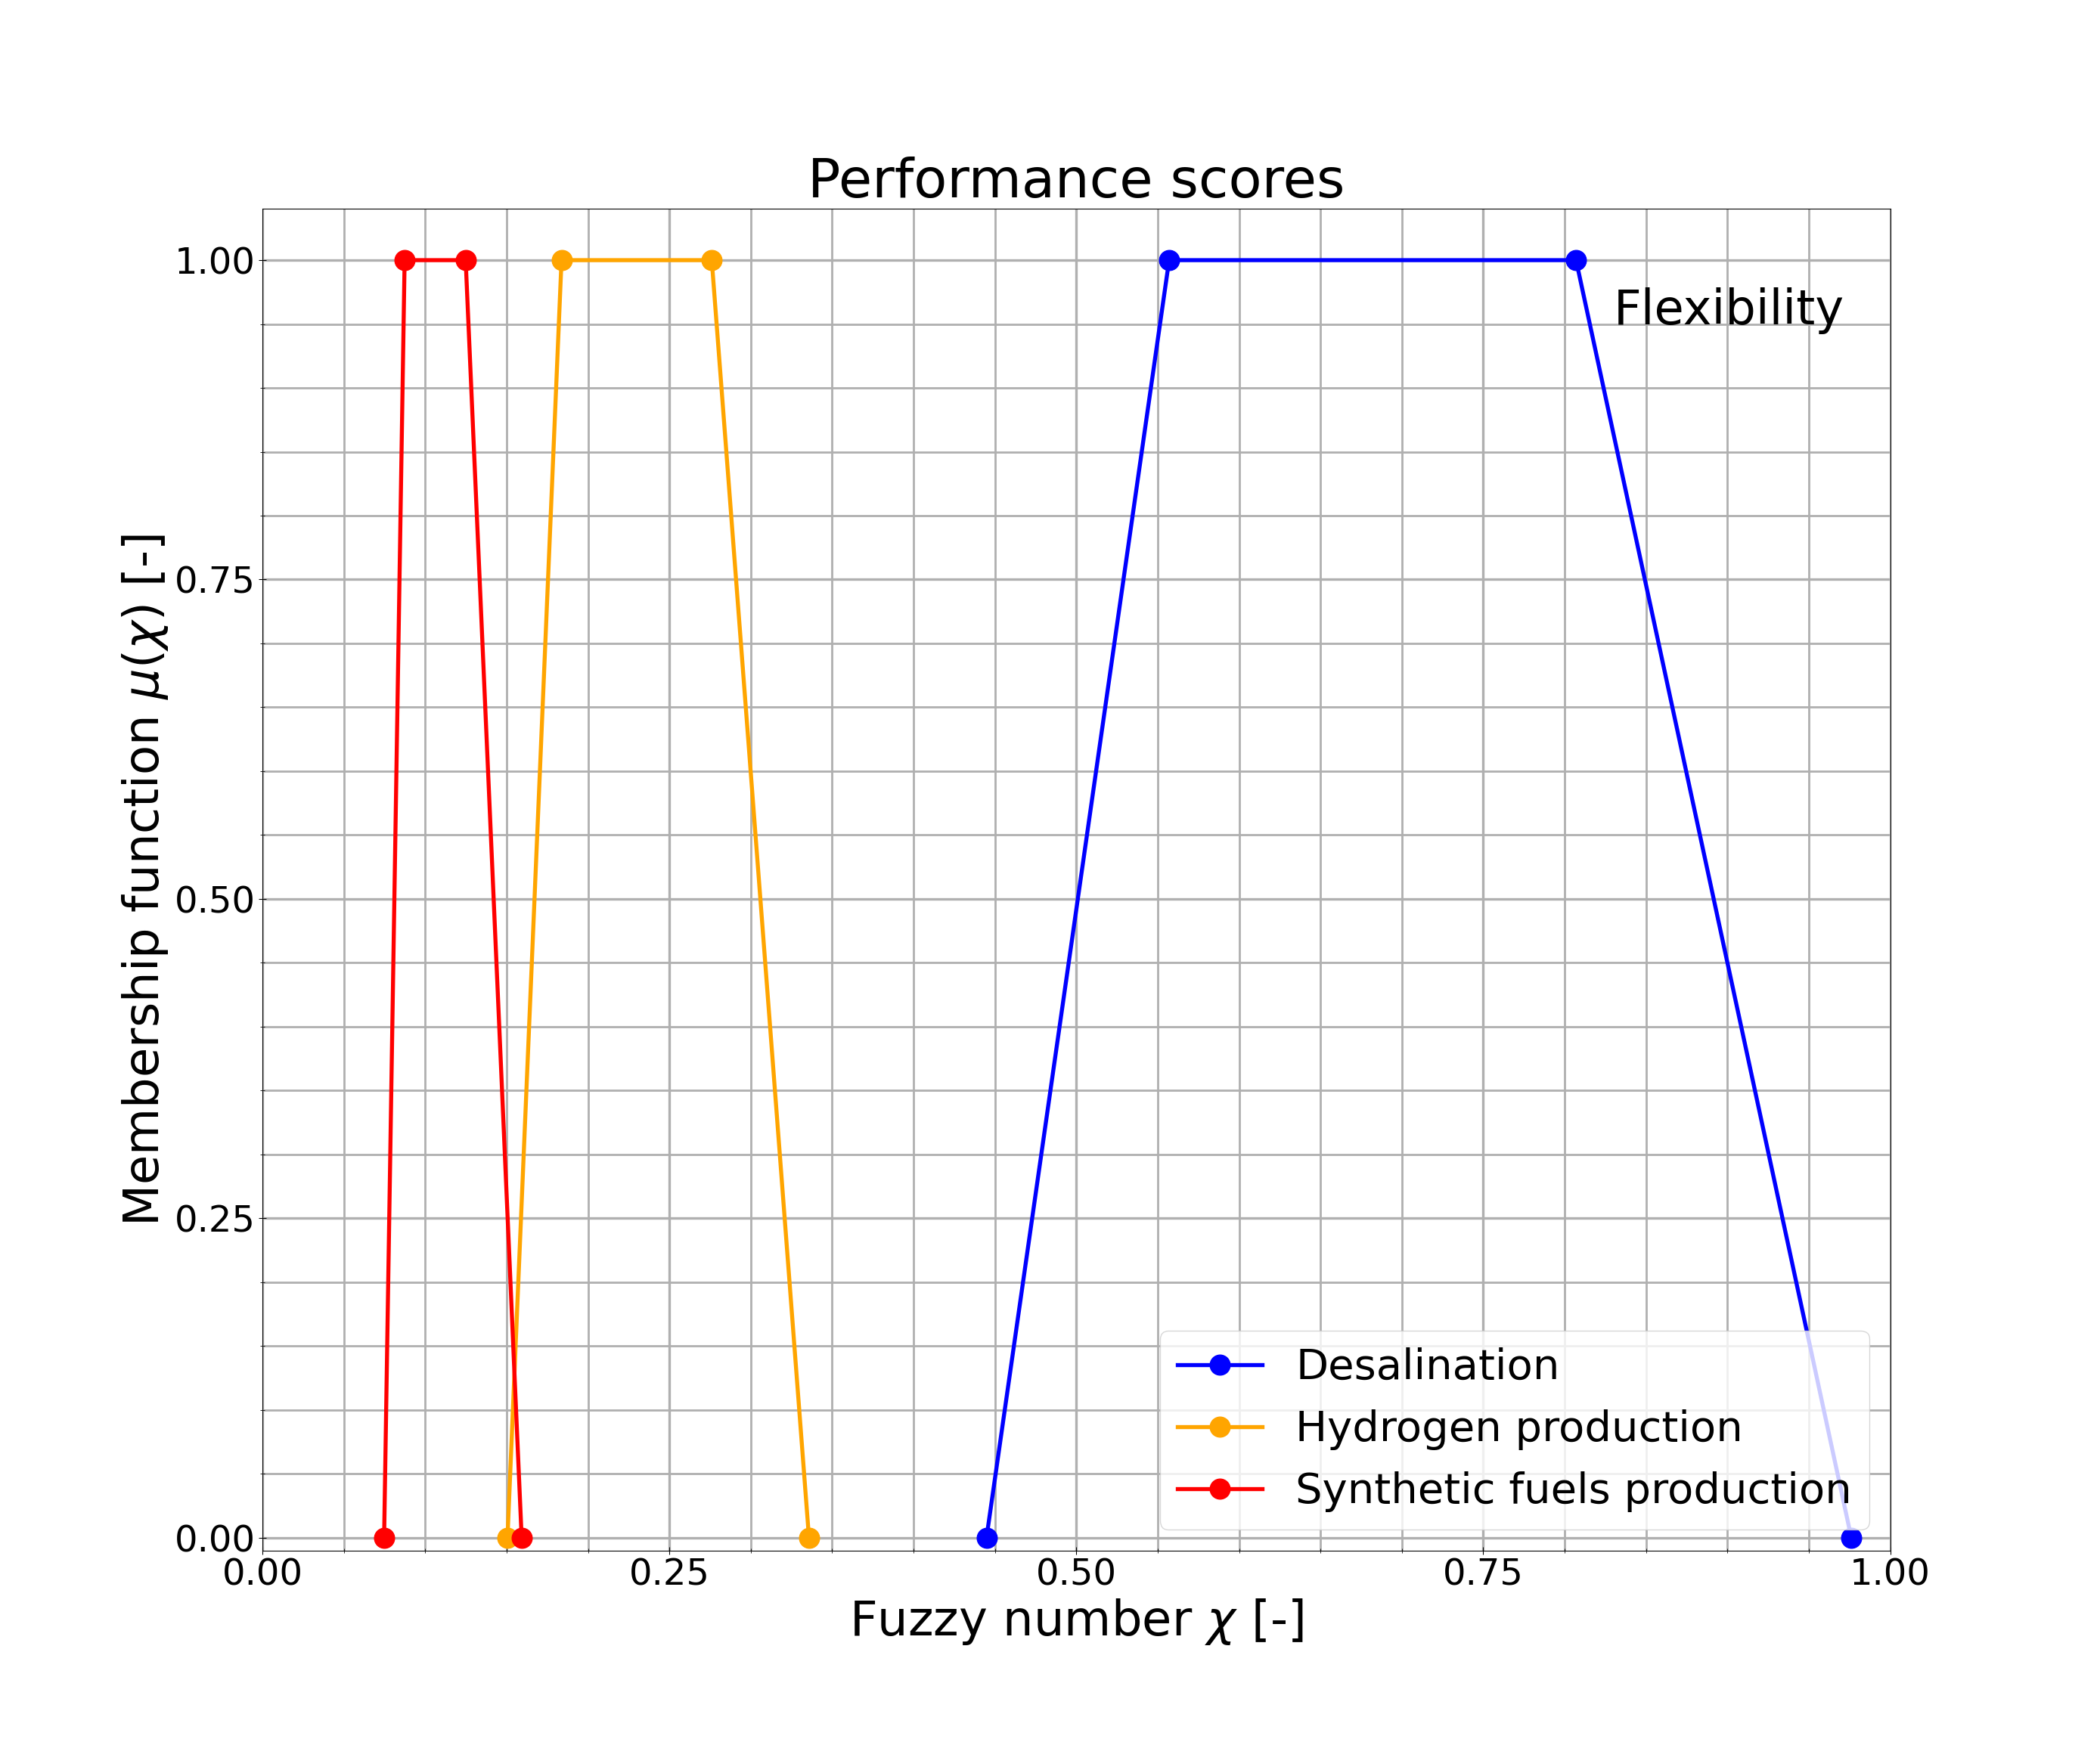 Performance scores
Flexibility
1.00
0.75
0.50
0.25
0.00
Membership function μ(χ) [-]
0.00 0.25 0.50 0.75 1.00
Fuzzy number χ [-]
Desalination
Hydrogen production
Synthetic fuels production